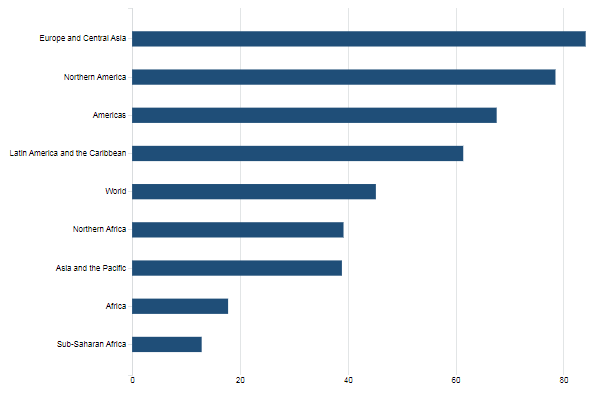 Europe and Central Asia
Northern America
Americas
Latin America and the Caribbean
World
Northern Africa
Asia and the Pacific
Africa
Sub-Saharan Africa
0 20 40 60 80